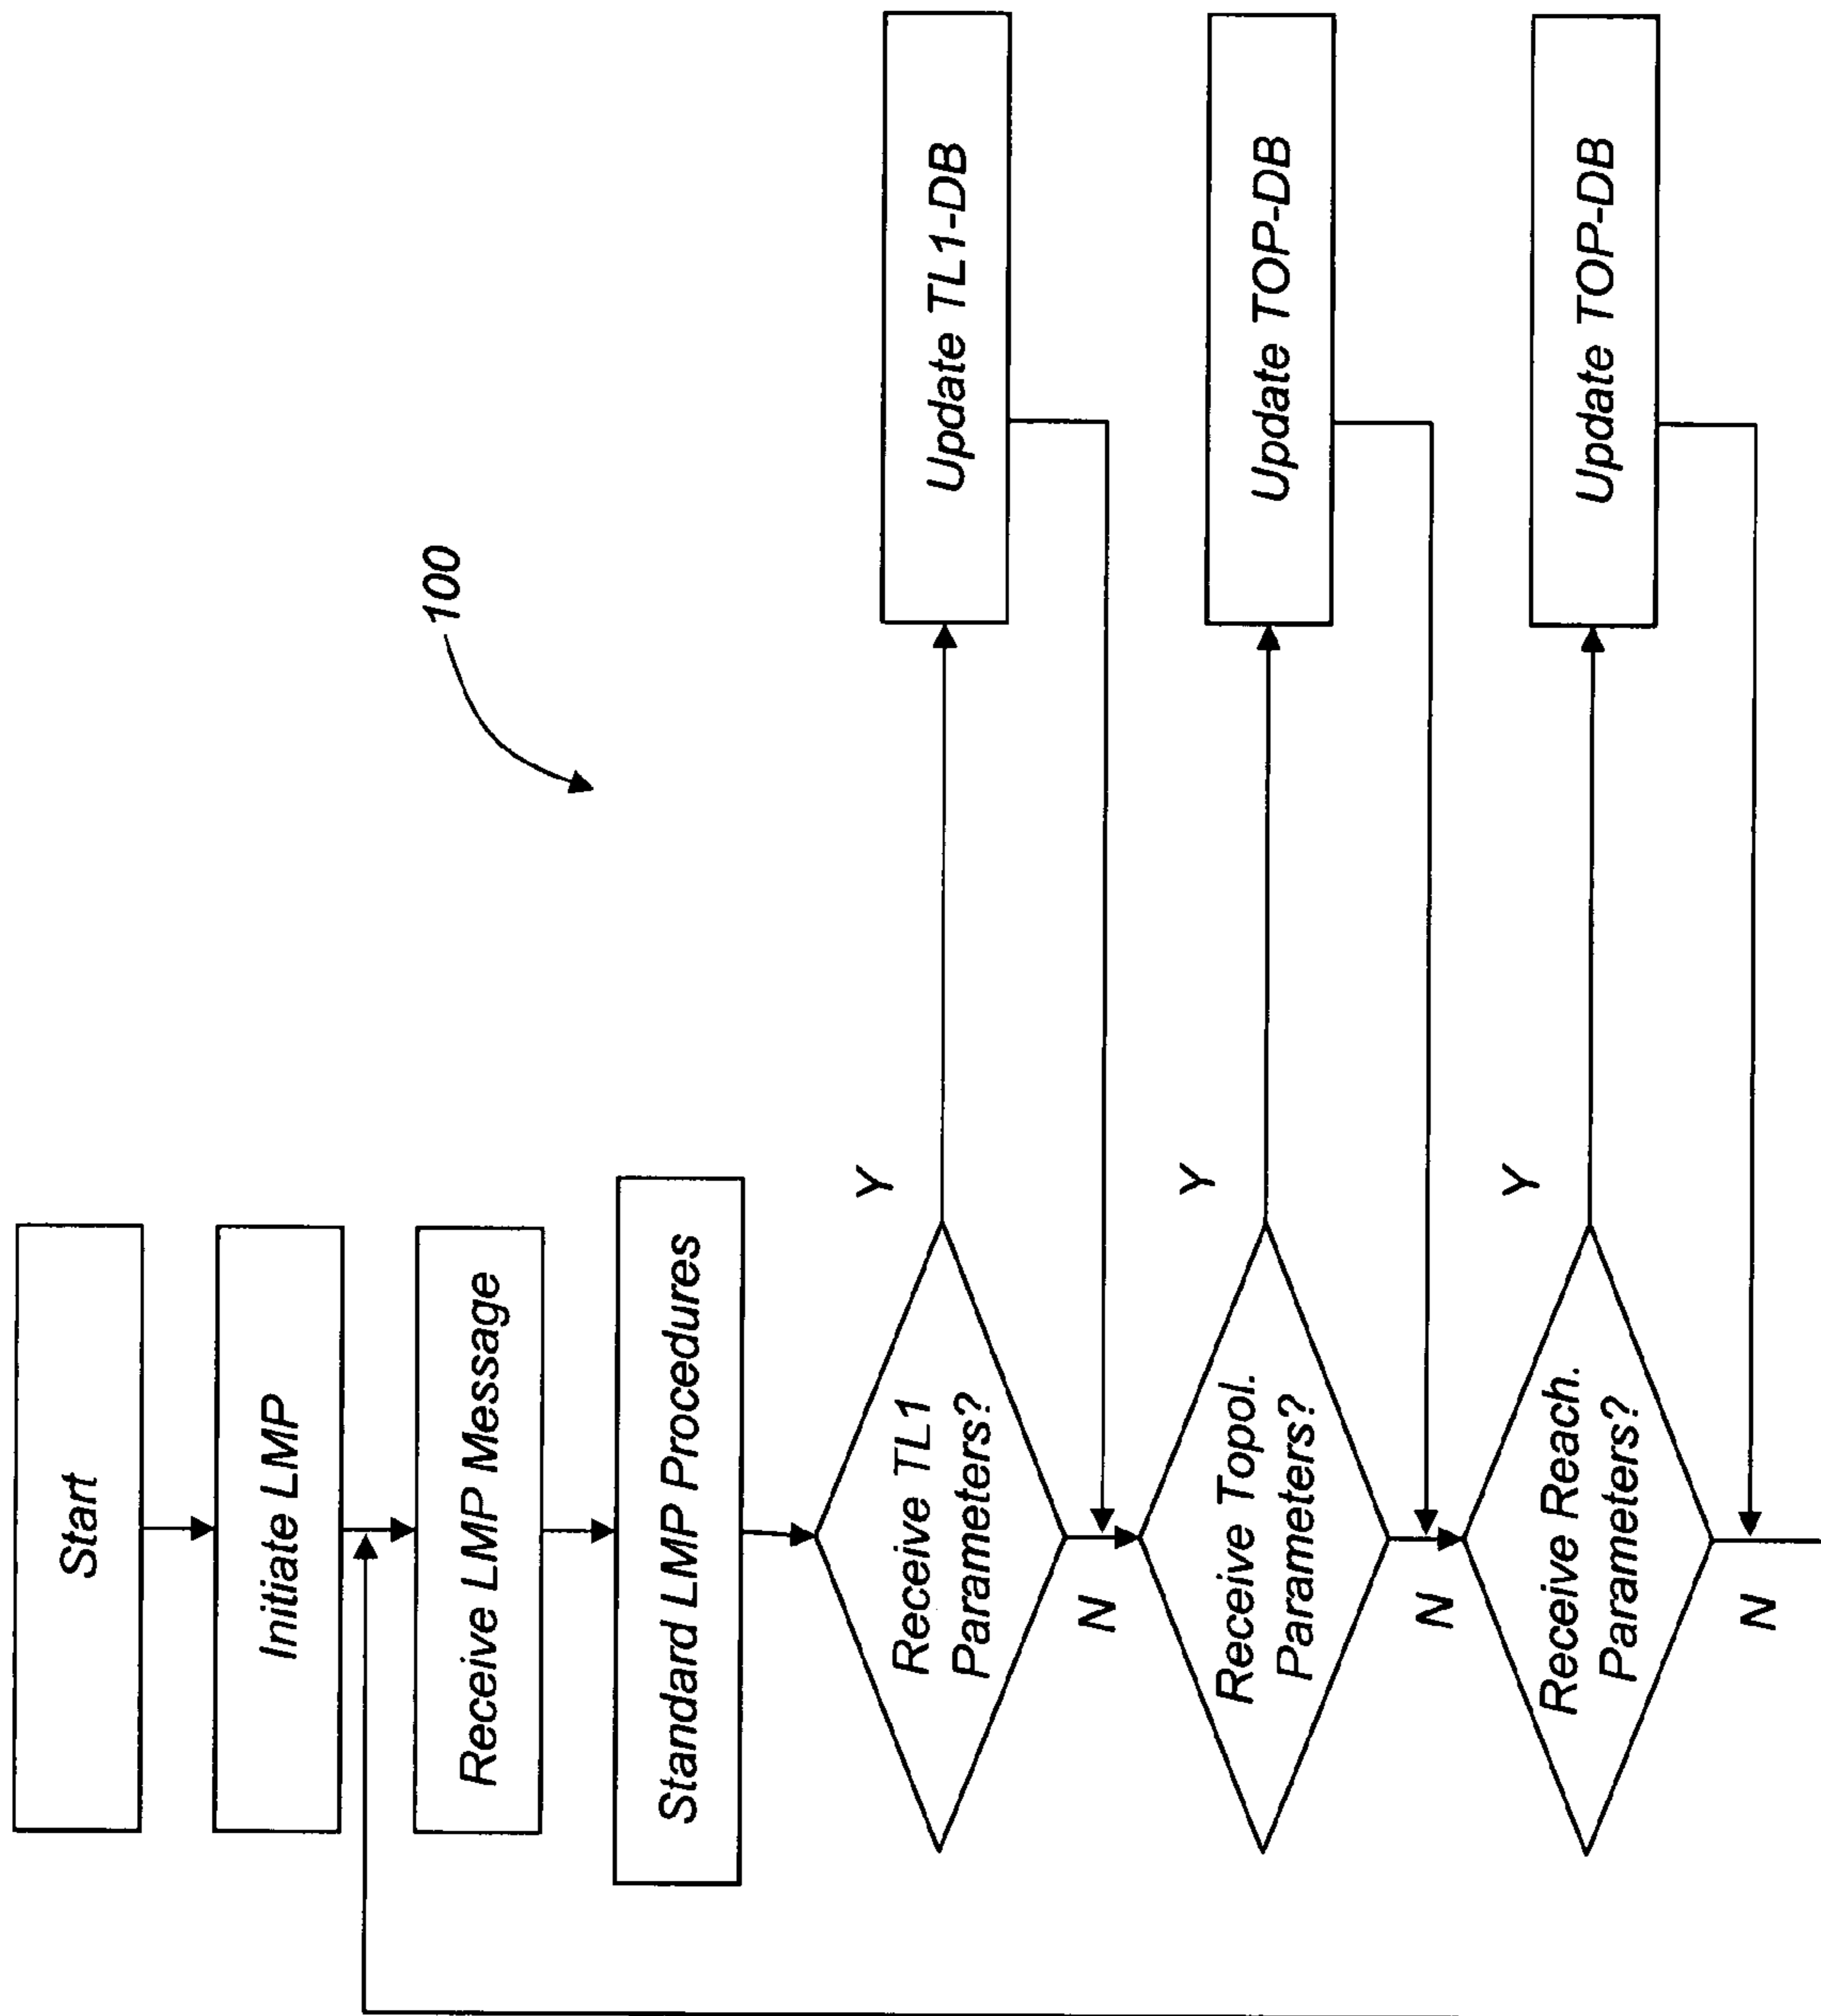 Start
Initiate LMP
Receive LMP Message
Standard LMP Procedures
100
Receive TL1
Parameters?
Y
Update TL1-DB
N
Receive Topol.
Parameters?
Y
Update TOP-DB
N
Receive Reach.
Parameters?
Y
Update TOP-DB
N